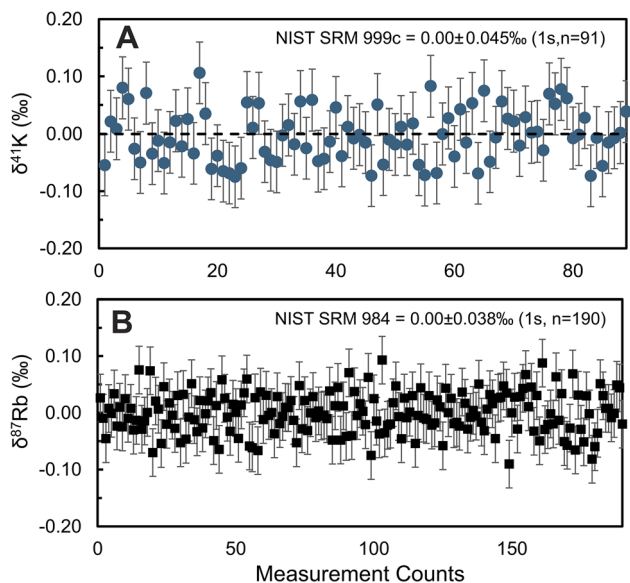 A
NIST SRM 999c = 0.00±0.045‰ (1s,n=91)
δ⁴¹K (‰)
0.20
0.10
0.00
-0.10
-0.20
0 20 40 60 80
B
NIST SRM 984 = 0.00±0.038‰ (1s, n=190)
δ⁸⁷Rb (‰)
0.20
0.10
0.00
-0.10
-0.20
0 50 100 150
Measurement Counts